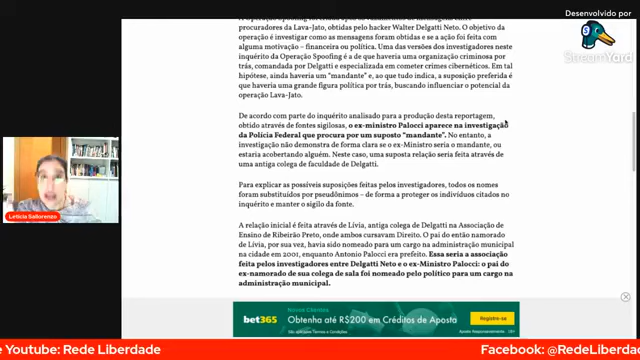 Desenvolvido por
StreamYard
procuradores da Lava-Jato, obtidas pelo hacker Walter Delgatti Neto. O objetivo da
operação é investigar como as mensagens foram obtidas e se a ação foi feita com
alguma motivação – financeira ou política. Uma das versões dos investigadores neste
inquérito da Operação Spoofing é a de que haveria uma organização criminosa por
trás, comandada por Delgatti e especializada em cometer crimes cibernéticos. Em tal
hipótese, ainda haveria um "mandante" e, ao que tudo indica, a suposição preferida é
que haveria uma grande figura política por trás, buscando influenciar o potencial da
operação Lava-Jato.
De acordo com parte do inquérito analisado para a produção desta reportagem,
obtido através de fontes sigilosas, o ex-ministro Palocci aparece na investigação
da Polícia Federal que procura por um suposto "mandante". No entanto, a
investigação não demonstra de forma clara se o ex-Ministro seria o mandante, ou
estaria acobertando alguém. Neste caso, uma suposta relação seria feita através de
uma antiga colega de faculdade de Delgatti.
Para explicar as possíveis suposições feitas pelos investigadores, todos os nomes
foram substituídos por pseudônimos – de forma a proteger os indivíduos citados no
inquérito e manter o sigilo da fonte.
A relação inicial é feita através de Lívia, antiga colega de Delgatti na Associação de
Ensino de Ribeirão Preto, onde ambos cursavam Direito. O pai do então namorado
de Lívia, por sua vez, havia sido nomeado para um cargo na administração municipal
na cidade em 2001, enquanto Antonio Palocci era prefeito. Essa seria a associação
feita pelos investigadores entre Delgatti Neto e o ex-Ministro Palocci: o pai do
ex-namorado de sua colega de sala foi nomeado pelo político para um cargo na
administração municipal.
Letícia Sallorenzo
bet365
Novos Clientes
Obtenha até R$200 em Créditos de Aposta
Registre-se
e Youtube: Rede Liberdade
Facebook: @RedeLiberda